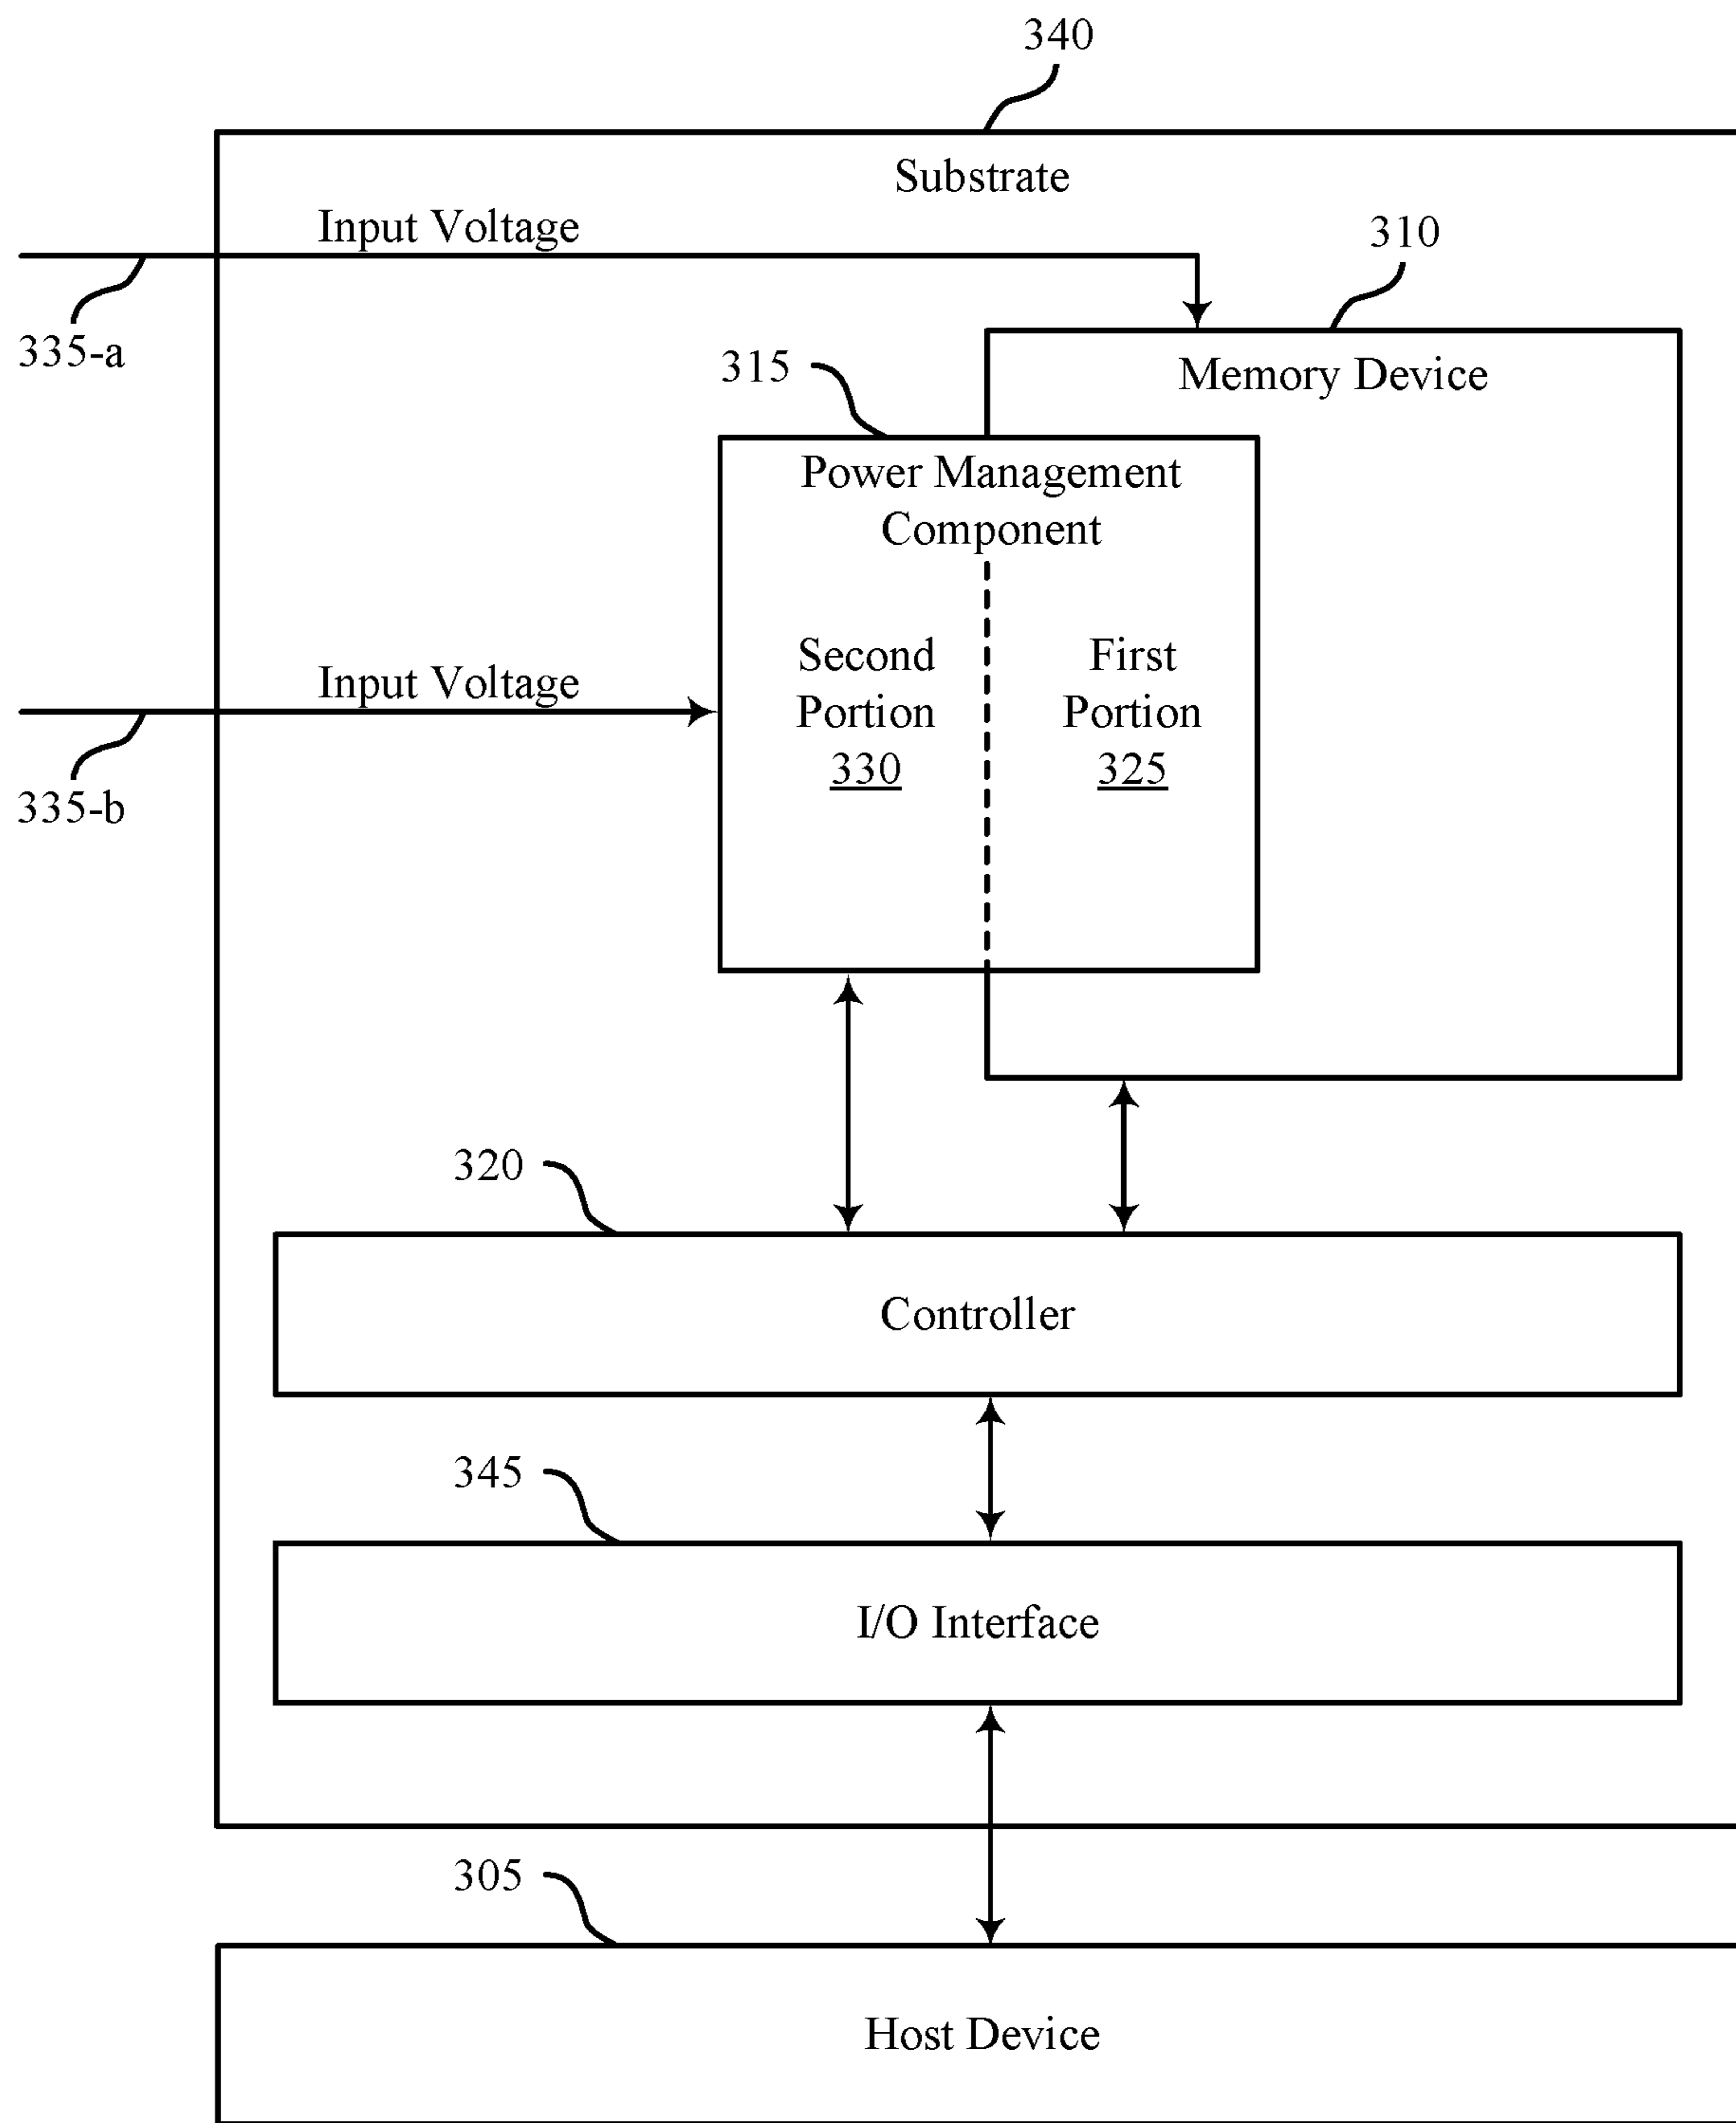 340
Substrate
Input Voltage
310
335-a
315
Memory Device
Power Management
Component
Second
Portion
330
First
Portion
325
Input Voltage
335-b
320
Controller
345
I/O Interface
305
Host Device